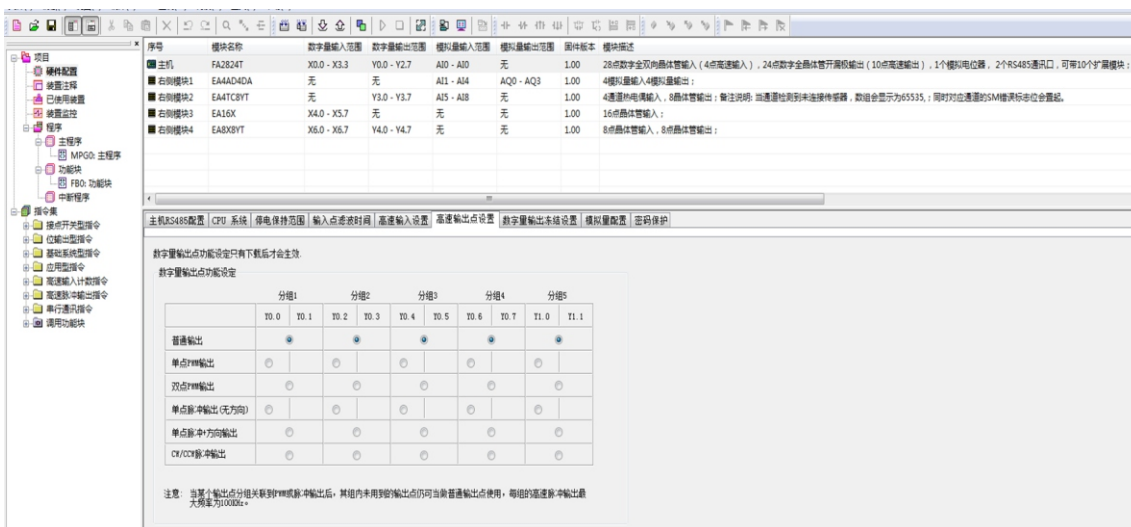 项目
硬件配置
装置注释
已使用装置
装置监控
程序
主程序
MPG0: 主程序
功能块
FB0: 功能块
中断程序
指令集
接点开关型指令
位输出型指令
基础系统型指令
应用型指令
高速输入计数指令
高速脉冲输出指令
串行通讯指令
调用功能块
序号 模块名称 数字量输入范围 数字量输出范围 模拟量输入范围 模拟量输出范围 固件版本 模块描述
主机 FA2824T X0.0 - X3.3 Y0.0 - Y2.7 AI0 - AI0 无 1.00 28点数字全双向晶体管输入（4点高速输入），24点数字全晶体管开漏极输出（10点高速输出），1个模拟电位器， 2个RS485通讯口，可带10个扩展模块；
右侧模块1 EA4AD4DA 无 无 AI1 - AI4 AQ0 - AQ3 1.00 4模拟量输入4模拟量输出；
右侧模块2 EA4TC8YT 无 Y3.0 - Y3.7 AI5 - AI8 无 1.00 4通道热电偶输入，8晶体管输出；备注说明: 当通道检测到未连接传感器，数组会显示为65535,；同时对应通道的SM错误标志位会置起。
右侧模块3 EA16X X4.0 - X5.7 无 无 无 1.00 16点晶体管输入；
右侧模块4 EA8X8YT X6.0 - X6.7 Y4.0 - Y4.7 无 无 1.00 8点晶体管输入，8点晶体管输出；
主机RS485配置 CPU 系统 停电保持范围 输入点滤波时间 高速输入设置 高速输出点设置 数字量输出冻结设置 模拟量配置 密码保护
数字量输出点功能设定只有下载后才会生效.
数字量输出点功能设定
分组1 分组2 分组3 分组4 分组5
Y0.0 Y0.1 Y0.2 Y0.3 Y0.4 Y0.5 Y0.6 Y0.7 Y1.0 Y1.1
普通输出
单点PWM输出
双点PWM输出
单点脉冲输出(无方向)
单点脉冲+方向输出
CW/CCW脉冲输出
注意: 当某个输出点分组关联到PWM或脉冲输出后，其组内未用到的输出点仍可当做普通输出点使用，每组的高速脉冲输出最
大频率为100KHz。